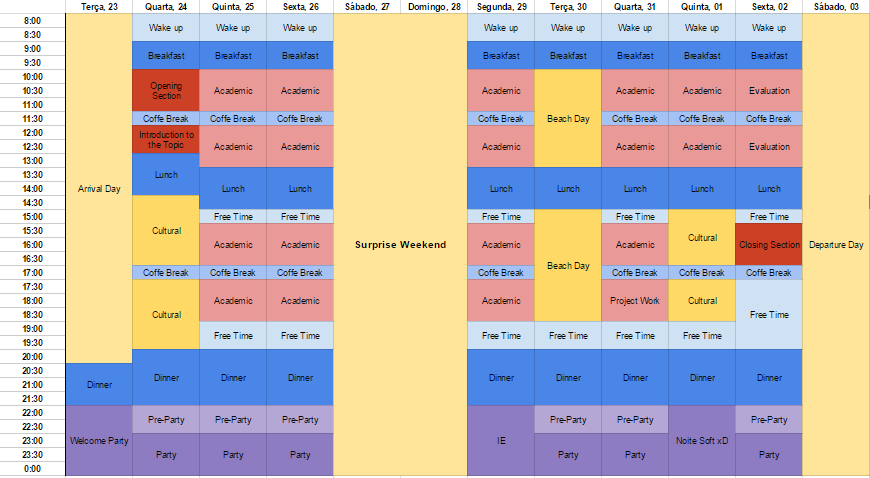 Terça, 23 Quarta, 24 Quinta, 25 Sexta, 26 Sábado, 27 Domingo, 28 Segunda, 29 Terça, 30 Quarta, 31 Quinta, 01 Sexta, 02 Sábado, 03
8:00
Wake up Wake up Wake up Wake up Wake up Wake up Wake up Wake up
8:30
9:00
Breakfast Breakfast Breakfast Breakfast Breakfast Breakfast Breakfast Breakfast
9:30
10:00
Opening
Section
10:30 Academic Academic Academic Academic Academic Evaluation
11:00
11:30 Coffe Break Coffe Break Coffe Break Coffe Break Beach Day Coffe Break Coffe Break Coffe Break
12:00
Introduction to
the Topic
12:30 Academic Academic Academic Academic Academic Evaluation
13:00
13:30
Lunch
14:00 Arrival Day Lunch Lunch Lunch Lunch Lunch Lunch Lunch
14:30
15:00 Free Time Free Time Free Time Free Time Free Time
15:30
Cultural Cultural
16:00 Academic Academic Surprise Weekend Academic Academic Closing Section Departure Day
16:30
Beach Day
17:00 Coffe Break Coffe Break Coffe Break Coffe Break Coffe Break Coffe Break Coffe Break
17:30
18:00 Academic Academic Academic Project Work Cultural
18:30 Cultural Free Time
19:00
Free Time Free Time Free Time Free Time Free Time Free Time
19:30
20:00
20:30
Dinner Dinner Dinner Dinner Dinner Dinner Dinner Dinner
21:00 Dinner
21:30
22:00
Pre-Party Pre-Party Pre-Party Pre-Party Pre-Party Pre-Party
22:30
23:00 Welcome Party IE Noite Soft xD
23:30 Party Party Party Party Party Party
0:00